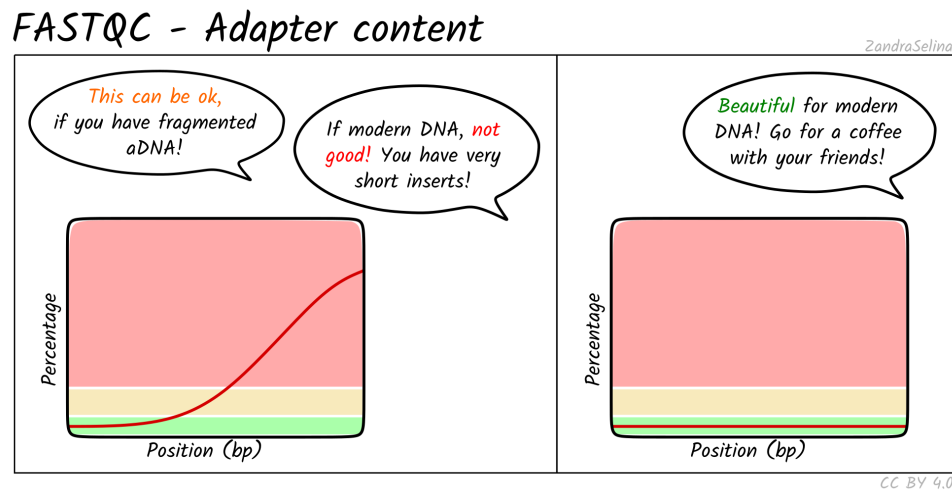 FASTQC - Adapter content
ZandraSelina
This can be ok,
if you have fragmented
aDNA!
If modern DNA, not
good! You have very
short inserts!
Percentage
Position (bp)
Beautiful for modern
DNA! Go for a coffee
with your friends!
Percentage
Position (bp)
CC BY 4.0